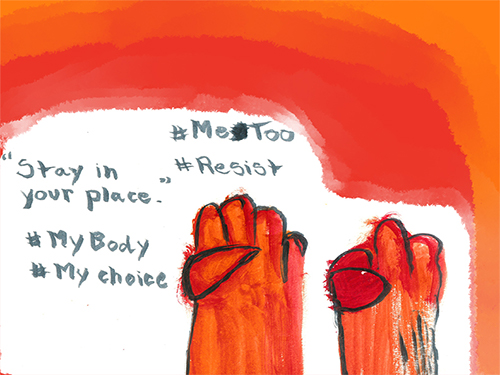 #MeToo
#Resist
"Stay in
your place."
#MyBody
#My choice